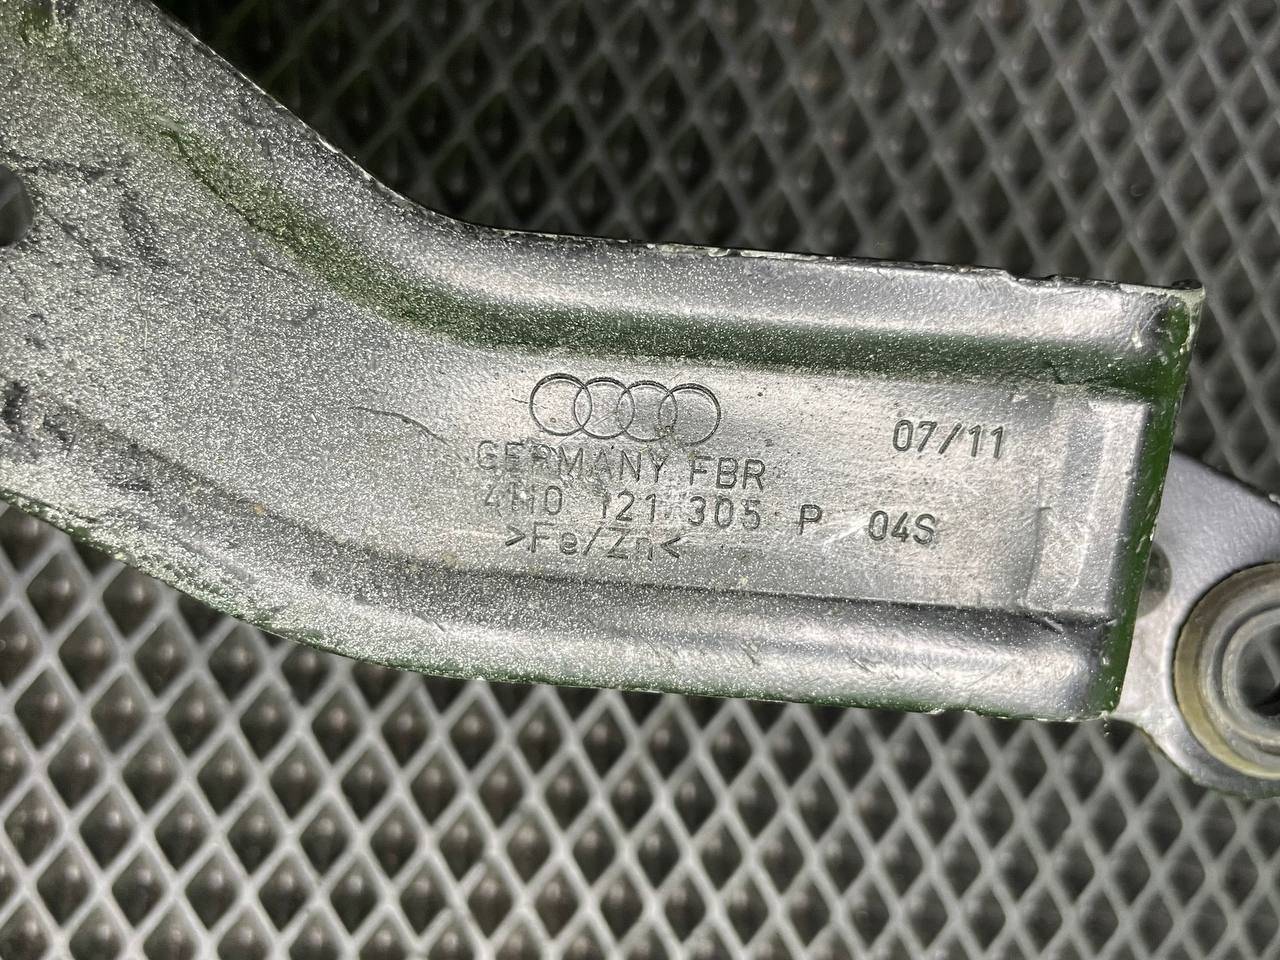 07/11
GERMANY FBR
4H0 121 305 P 04S
>Fe/Zn<